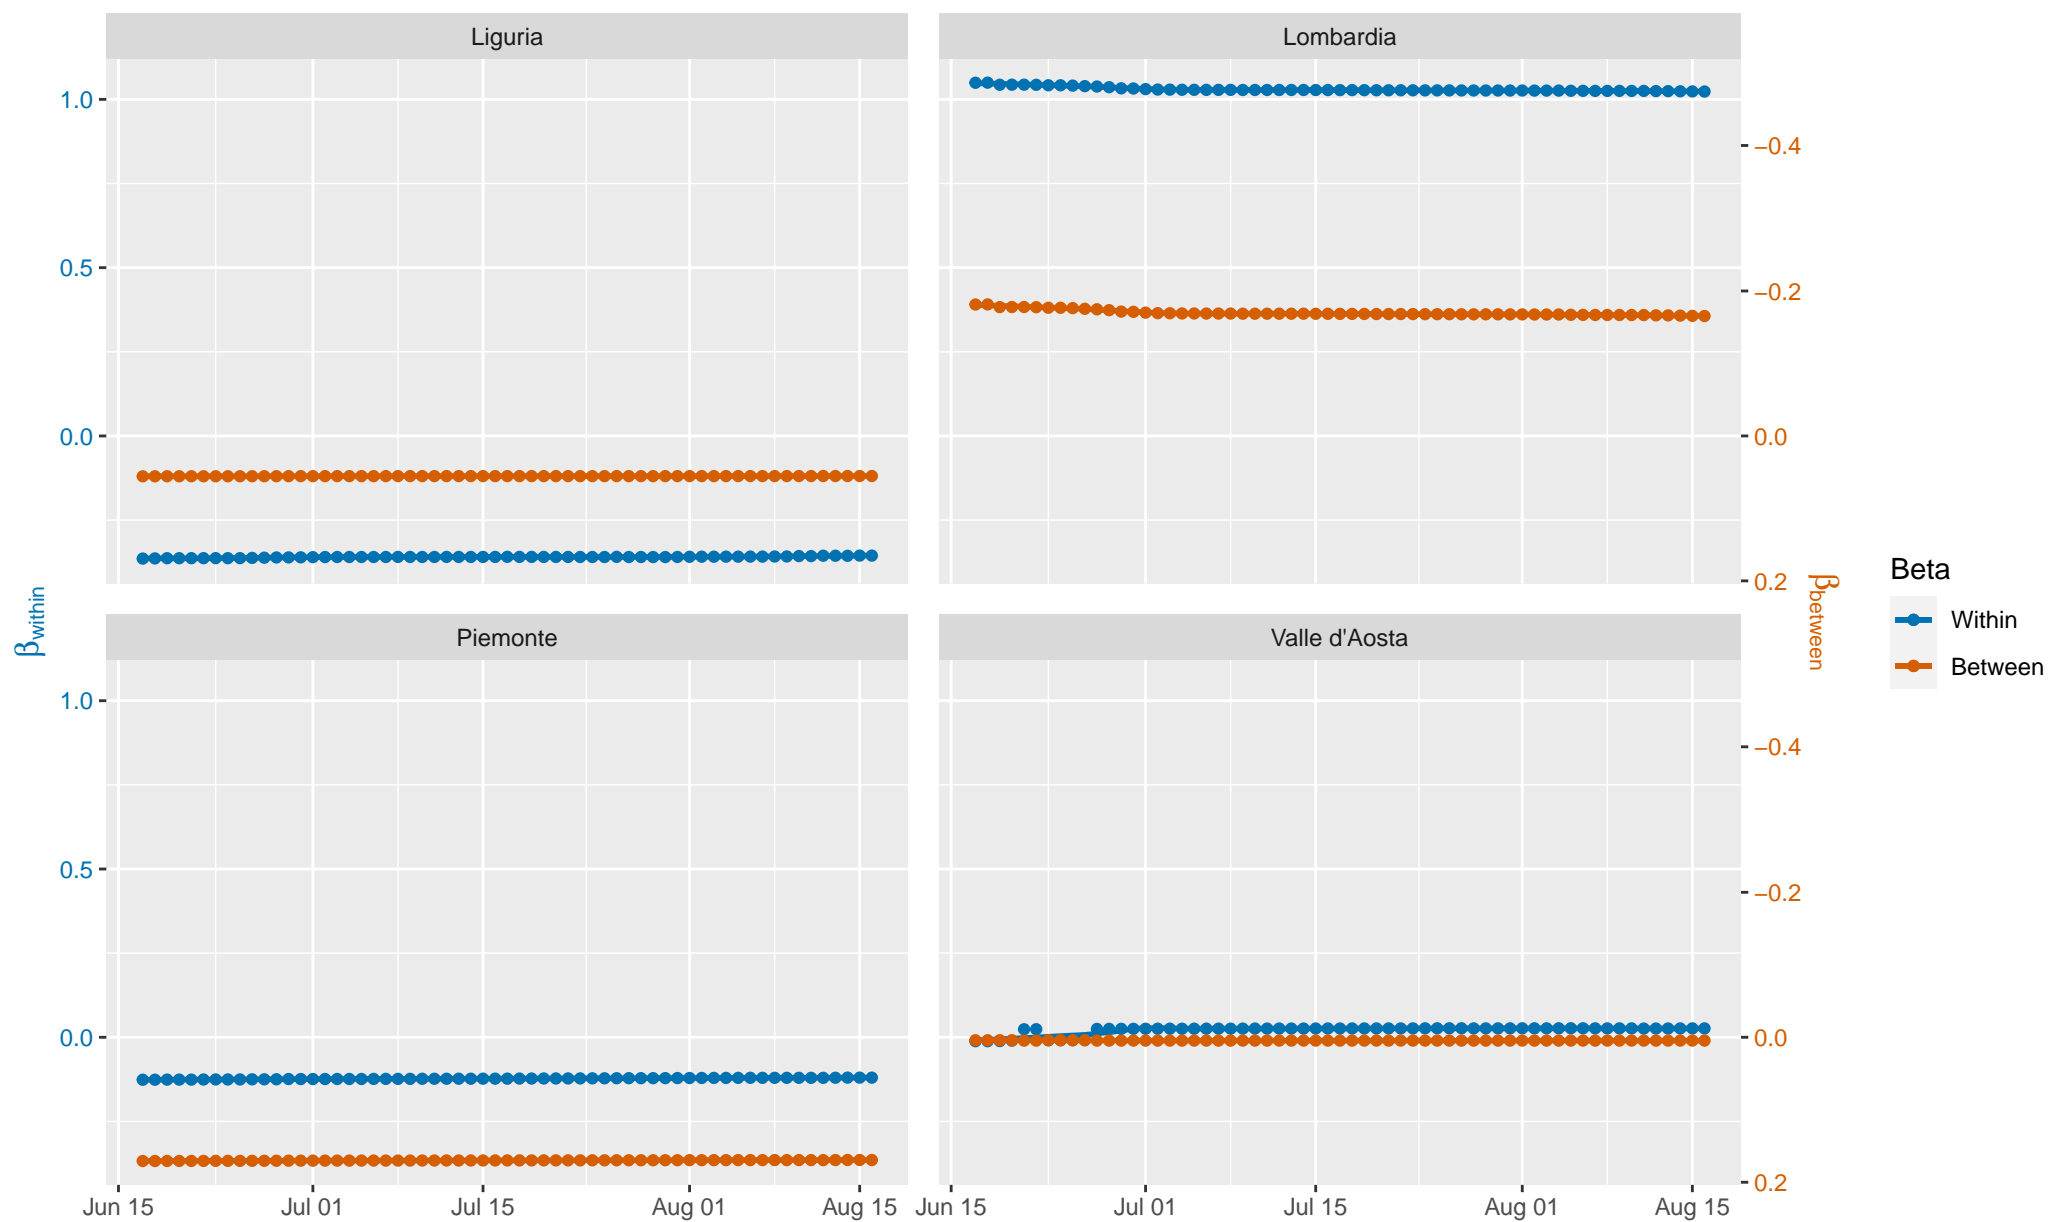 Liguria
Lombardia
1.0
0.5
0.0
−0.4
−0.2
0.0
0.2
βwithin
βbetween
Piemonte
Valle d'Aosta
1.0
0.5
0.0
−0.4
−0.2
0.0
0.2
Jun 15 Jul 01 Jul 15 Aug 01 Aug 15
Jun 15 Jul 01 Jul 15 Aug 01 Aug 15
Beta
Within
Between